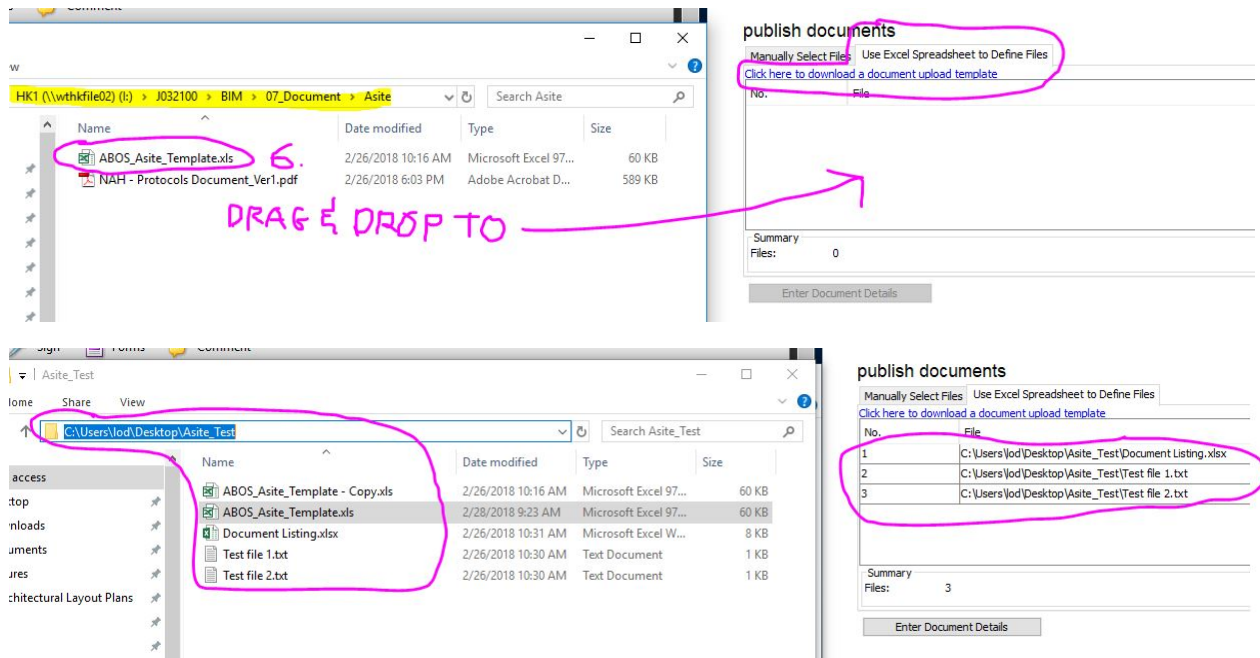 Comment
publish documents
Manually Select Files
Use Excel Spreadsheet to Define Files
Click here to download a document upload template
No.
File
HK1 (\\wthkfile02) (I:) › J032100 › BIM › 07_Document › Asite
Search Asite
Name
Date modified
Type
Size
ABOS_Asite_Template.xls
6.
2/26/2018 10:16 AM
Microsoft Excel 97...
60 KB
NAH - Protocols Document_Ver1.pdf
2/26/2018 6:03 PM
Adobe Acrobat D...
589 KB
DRAG & DROP TO
Summary
Files: 0
Enter Document Details
Sign
Forms
Comment
Asite_Test
Share
View
C:\Users\lod\Desktop\Asite_Test
Search Asite_Test
access
Name
Date modified
Type
Size
ABOS_Asite_Template - Copy.xls
2/26/2018 10:16 AM
Microsoft Excel 97...
60 KB
ABOS_Asite_Template.xls
2/28/2018 9:23 AM
Microsoft Excel 97...
60 KB
Document Listing.xlsx
2/26/2018 10:31 AM
Microsoft Excel W...
8 KB
Test file 1.txt
2/26/2018 10:30 AM
Text Document
1 KB
Test file 2.txt
2/26/2018 10:30 AM
Text Document
1 KB
chitectural Layout Plans
publish documents
Manually Select Files
Use Excel Spreadsheet to Define Files
Click here to download a document upload template
No.
File
1
C:\Users\lod\Desktop\Asite_Test\Document Listing.xlsx
2
C:\Users\lod\Desktop\Asite_Test\Test file 1.txt
3
C:\Users\lod\Desktop\Asite_Test\Test file 2.txt
Summary
Files: 3
Enter Document Details